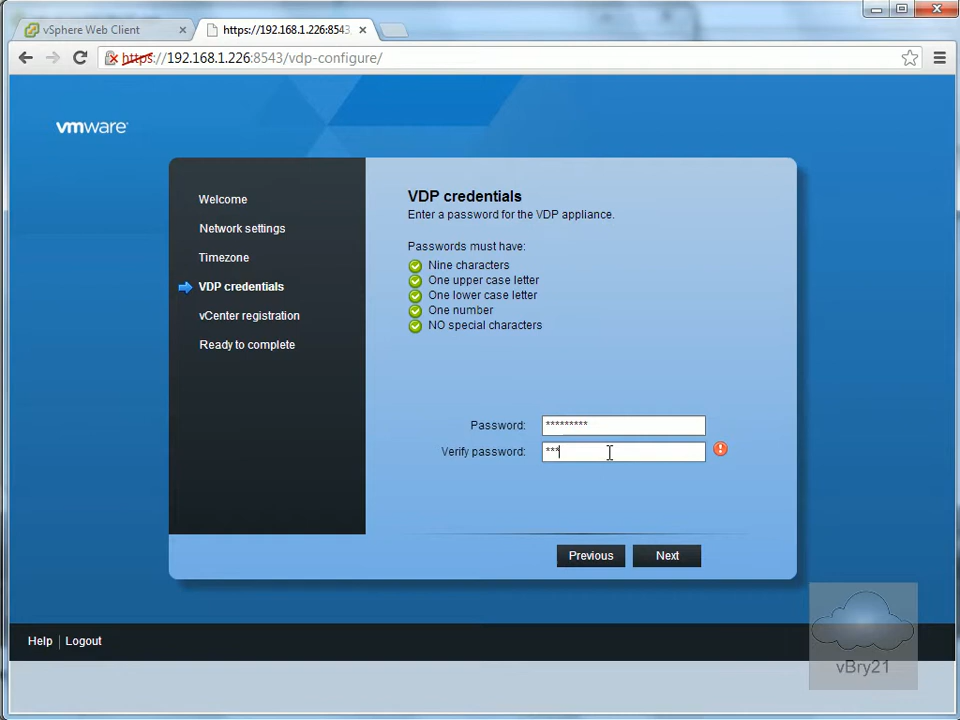 vSphere Web Client
https://192.168.1.226:8543
https://192.168.1.226:8543/vdp-configure/
vmware
Welcome
Network settings
Timezone
VDP credentials
vCenter registration
Ready to complete
VDP credentials
Enter a password for the VDP appliance.
Passwords must have:
Nine characters
One upper case letter
One lower case letter
One number
NO special characters
Password: *********
Verify password: ***
Previous
Next
Help
Logout
vBry21